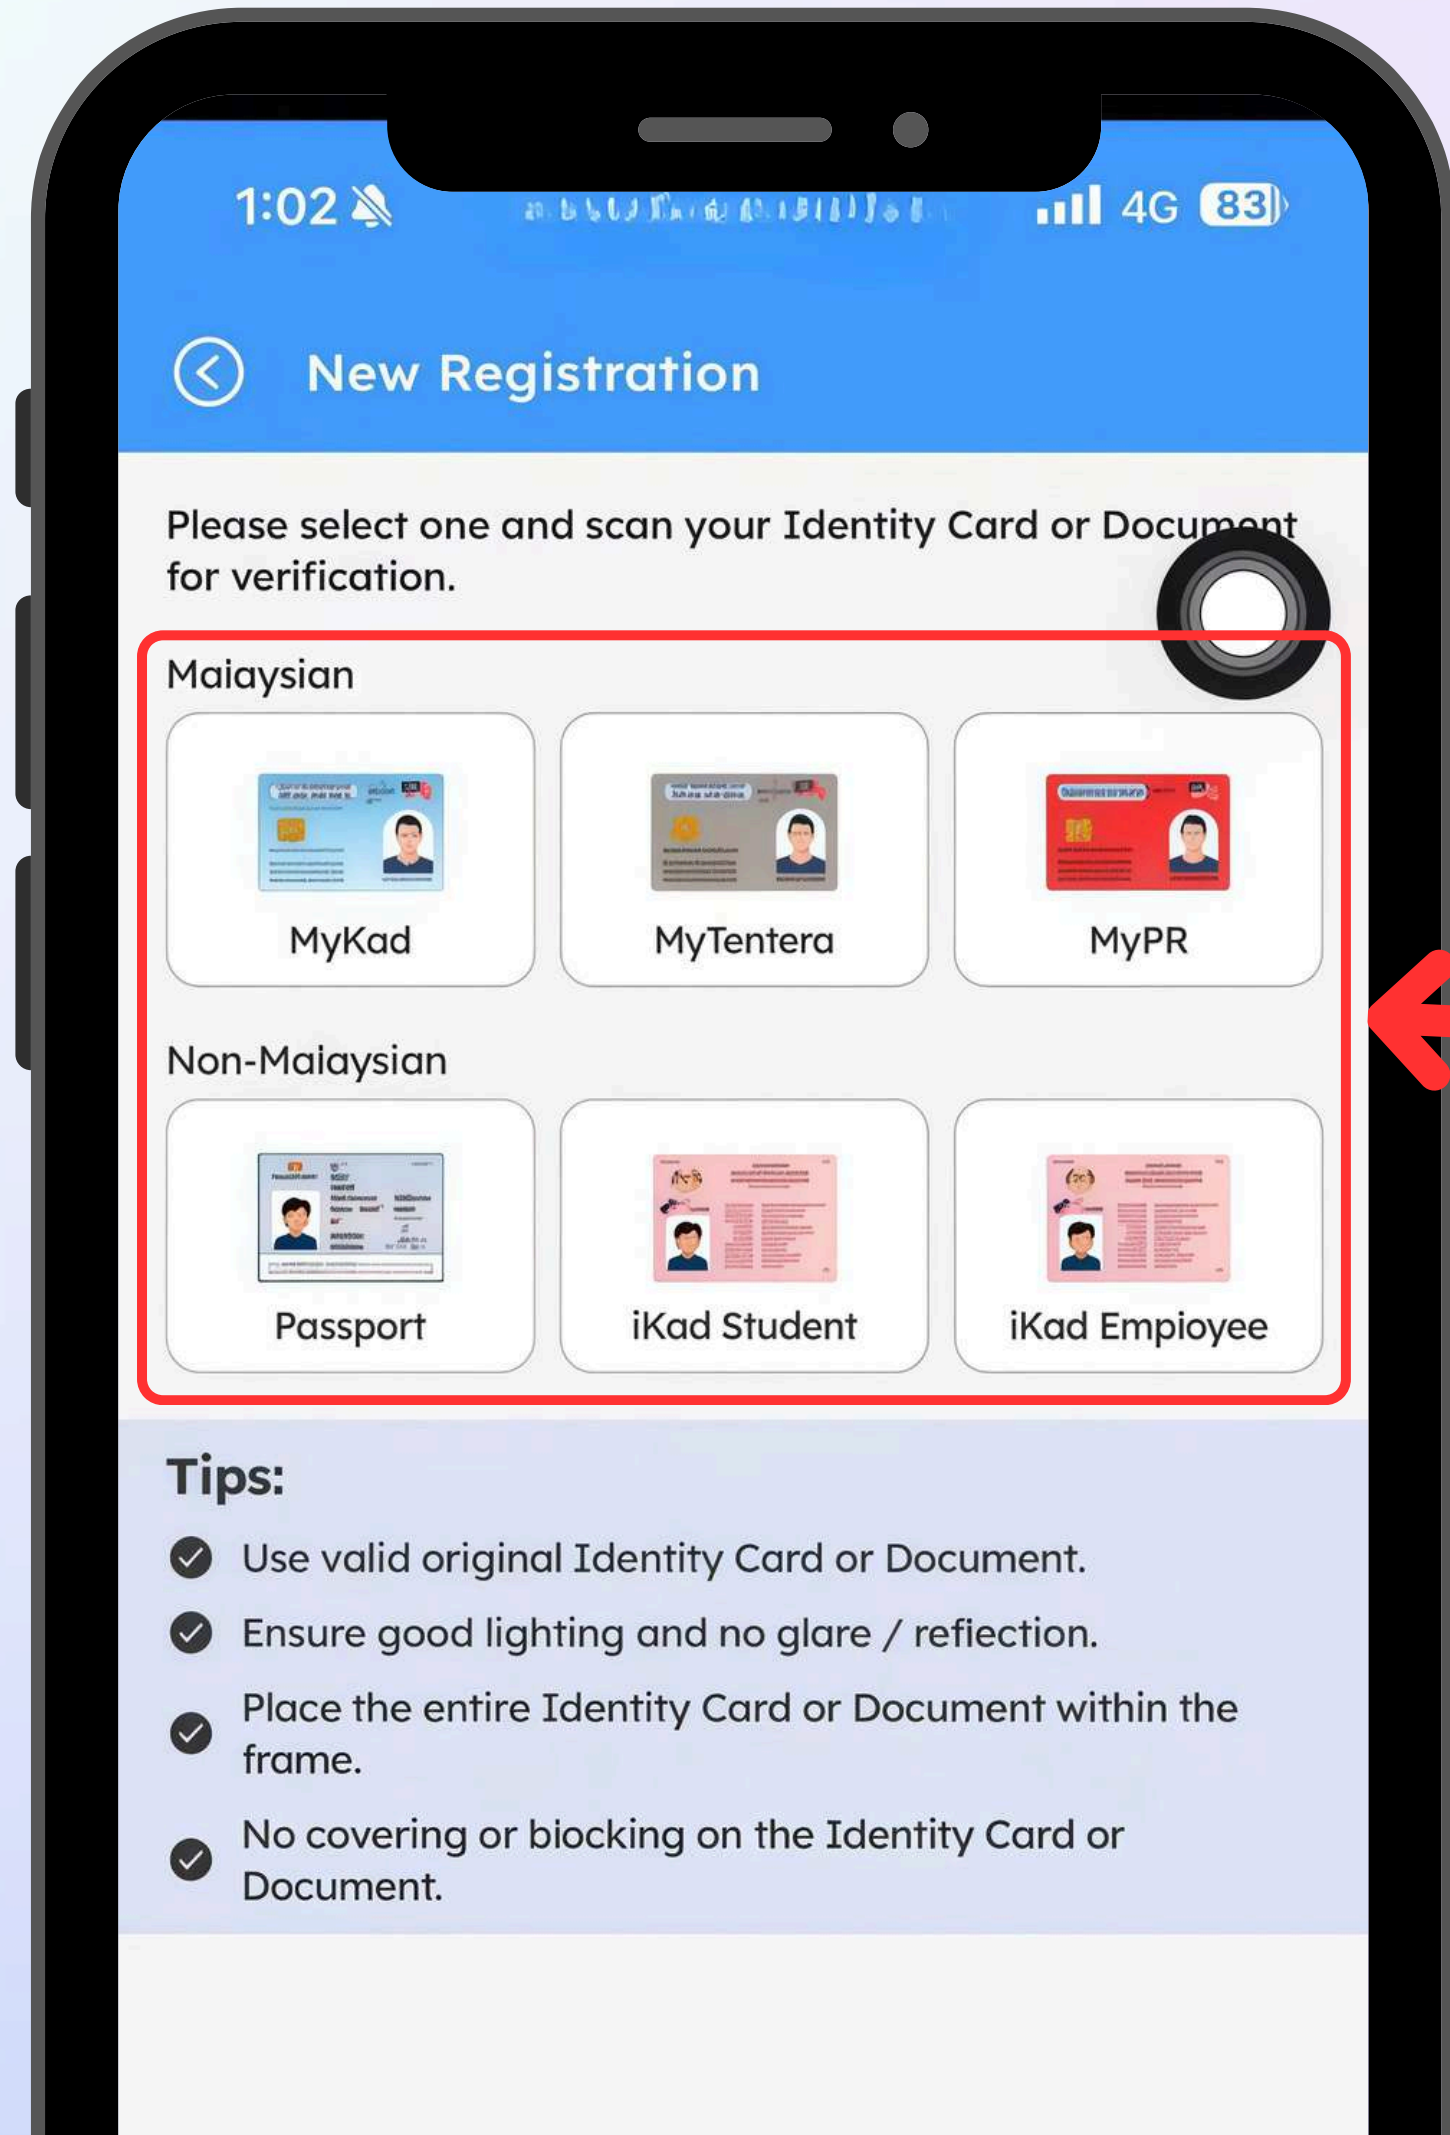 1:02
4G 83
New Registration
Please select one and scan your Identity Card or Document
for verification.
Maiaysian
MyKad MyTentera MyPR
Non-Maiaysian
Passport iKad Student iKad Empioyee
Tips:
Use valid original Identity Card or Document.
Ensure good lighting and no glare / refiection.
Place the entire Identity Card or Document within the
frame.
No covering or biocking on the Identity Card or
Document.